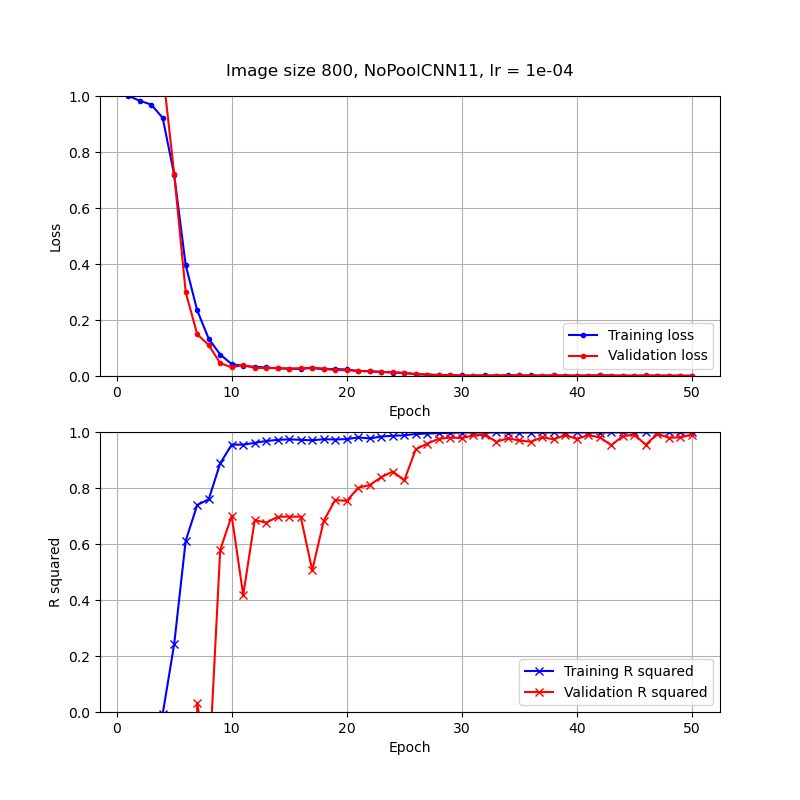 Image size 800, NoPoolCNN11, lr = 1e-04
1.0
0.8
0.6
0.4
0.2
0.0
Loss
Training loss
Validation loss
0 10 20 30 40 50
Epoch
1.0
0.8
0.6
0.4
0.2
0.0
R squared
Training R squared
Validation R squared
0 10 20 30 40 50
Epoch